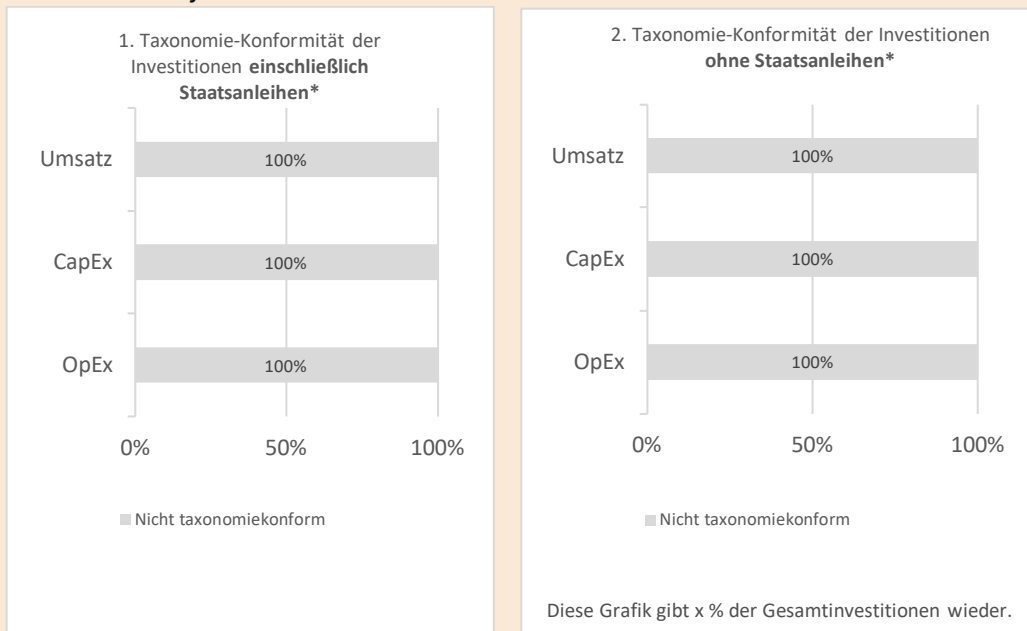 1. Taxonomie-Konformität der
Investitionen einschließlich
Staatsanleihen*
Umsatz
100%
CapEx
100%
OpEx
100%
0%
50%
100%
Nicht taxonomiekonform
2. Taxonomie-Konformität der Investitionen
ohne Staatsanleihen*
Umsatz
100%
CapEx
100%
OpEx
100%
0%
50%
100%
Nicht taxonomiekonform
Diese Grafik gibt x % der Gesamtinvestitionen wieder.